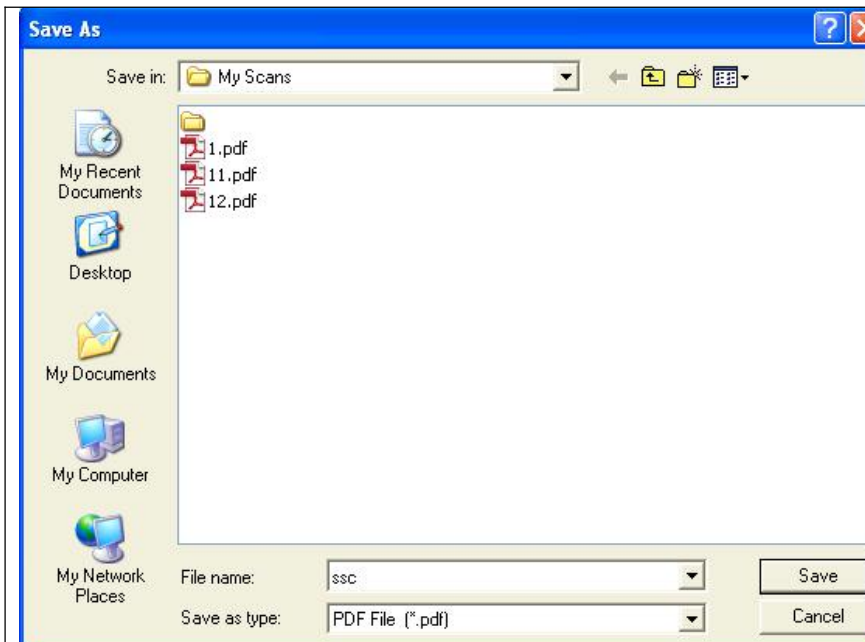 Save As
Save in: My Scans
1.pdf
11.pdf
12.pdf
My Recent
Documents
Desktop
My Documents
My Computer
My Network
Places
File name: ssc Save
Save as type: PDF File (*.pdf) Cancel